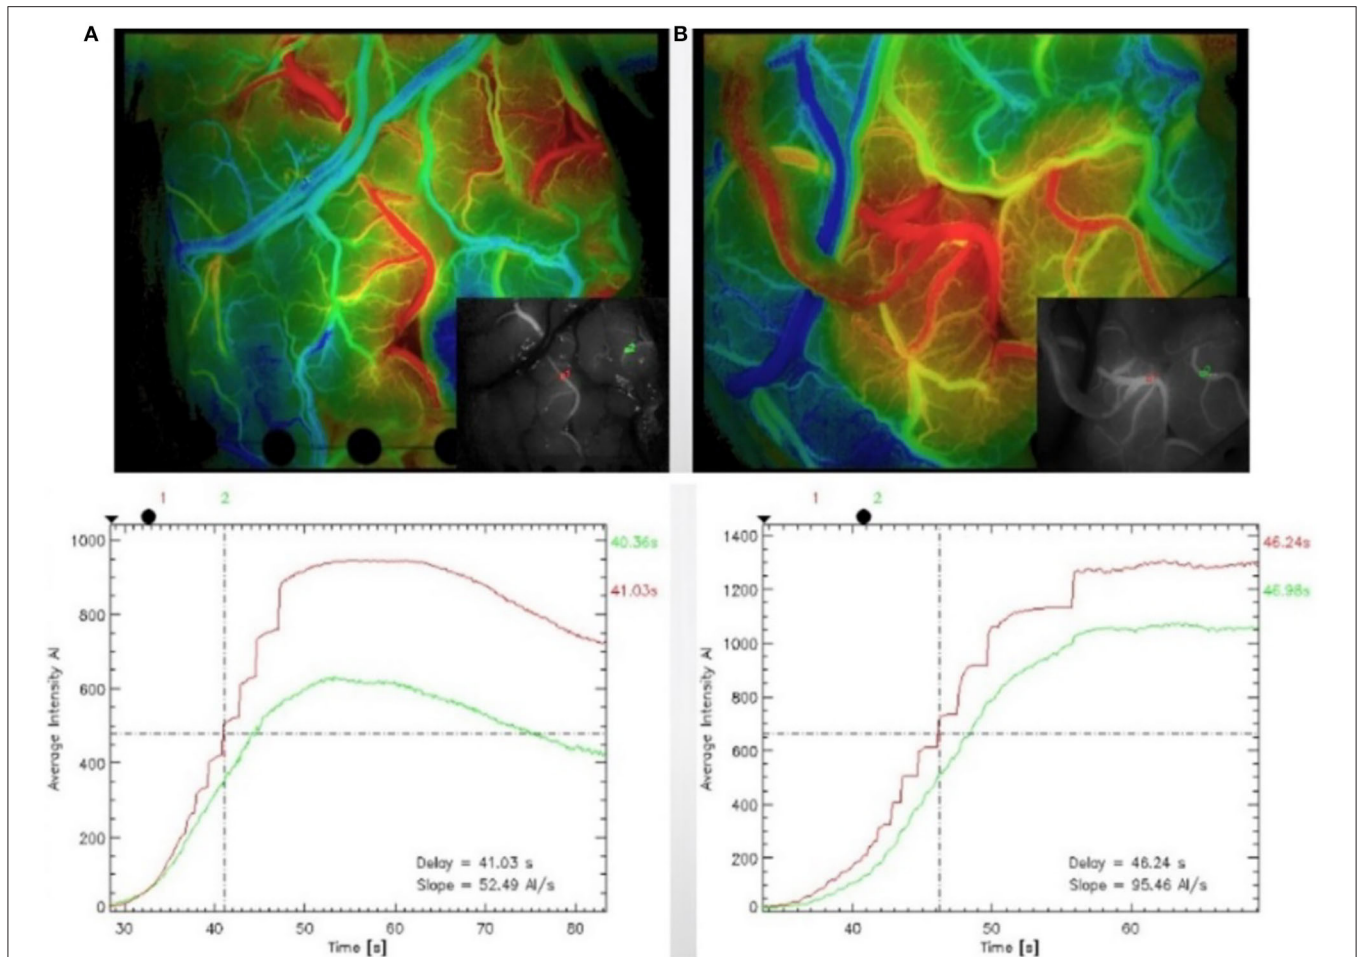 A
B
1
2
1000
800
600
400
200
0
Average Intensity AI
40.36s
41.03s
Delay = 41.03 s
Slope = 52.49 AI/s
30 40 50 60 70 80
Time [s]
1
2
1400
1200
1000
800
600
400
200
0
Average Intensity AI
46.24s
46.98s
Delay = 46.24 s
Slope = 95.46 AI/s
40 50 60
Time [s]